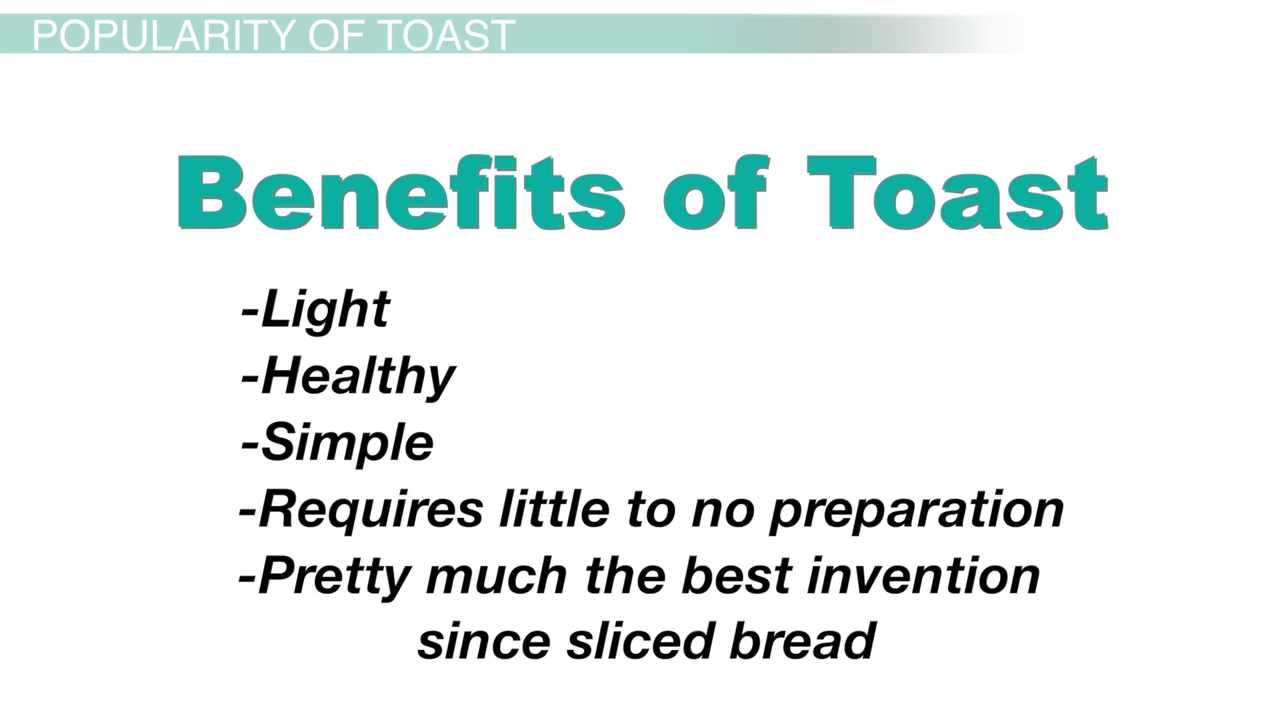 POPULARITY OF TOAST
Benefits of Toast
-Light
-Healthy
-Simple
-Requires little to no preparation
-Pretty much the best invention
since sliced bread